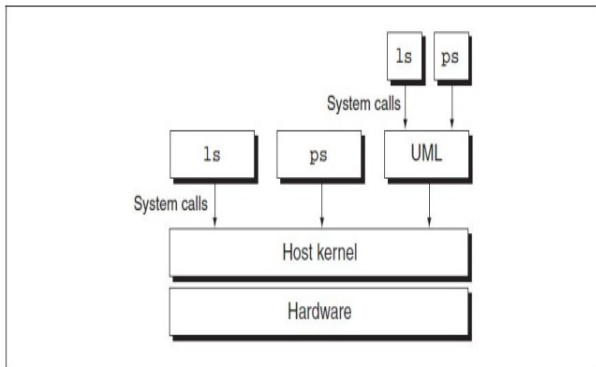 ls ps
System calls
ls ps UML
System calls
Host kernel
Hardware